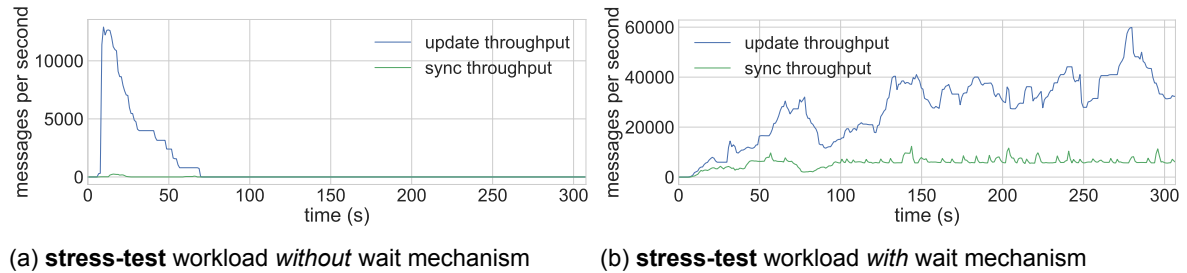 messages per second
10000
5000
0
update throughput
sync throughput
0 50 100 150 200 250 300
time (s)
(a) stress-test workload without wait mechanism
messages per second
60000
40000
20000
0
update throughput
sync throughput
0 50 100 150 200 250 300
time (s)
(b) stress-test workload with wait mechanism